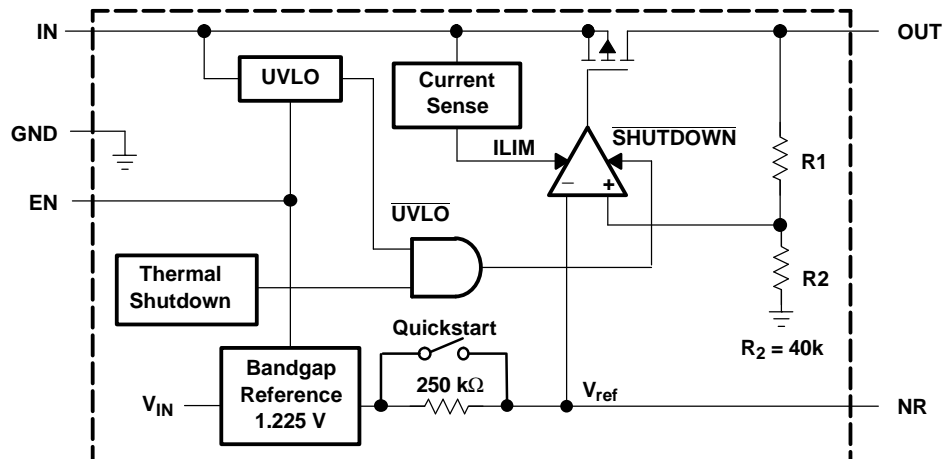 IN
OUT
UVLO
Current
Sense
GND
SHUTDOWN
ILIM
R1
– +
EN
UVLO
Thermal
Shutdown
R2
Quickstart
R2 = 40k
Bandgap
Reference
1.225 V
250 kΩ
VIN
Vref
NR